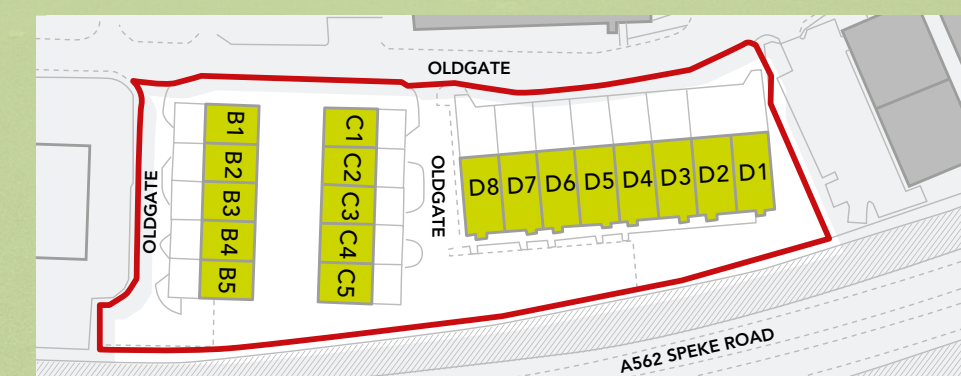 OLDGATE
OLDGATE
OLDGATE
B1
B2
B3
B4
B5
C1
C2
C3
C4
C5
D8 D7 D6 D5 D4 D3 D2 D1
A562 SPEKE ROAD